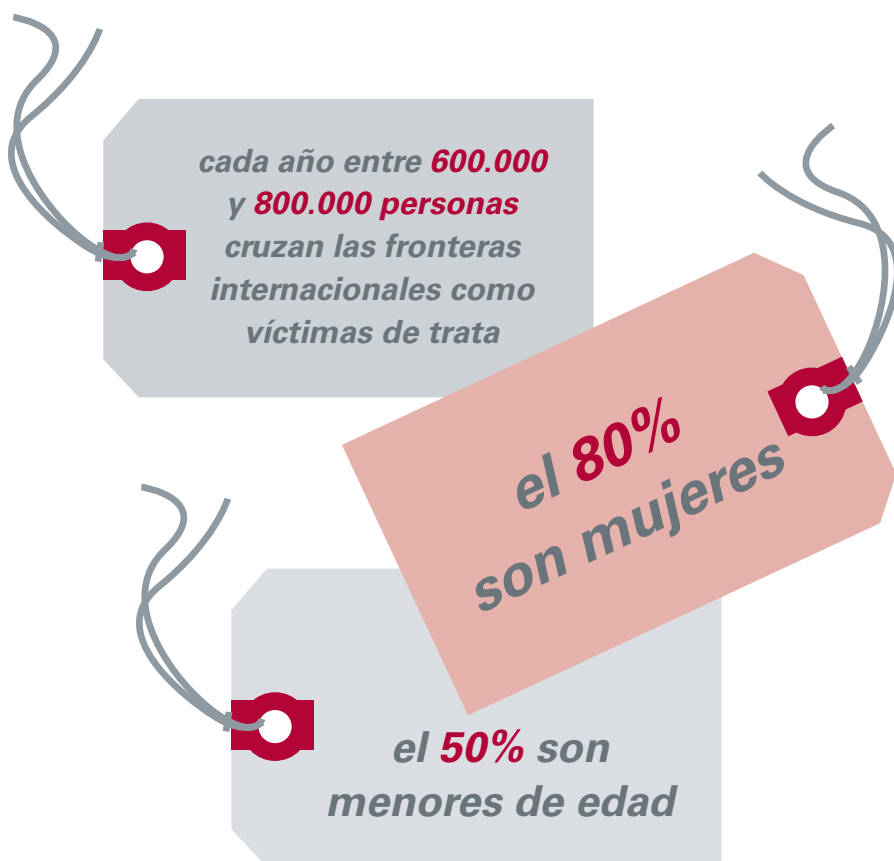 cada año entre 600.000
y 800.000 personas
cruzan las fronteras
internacionales como
víctimas de trata
el 80%
son mujeres
el 50% son
menores de edad